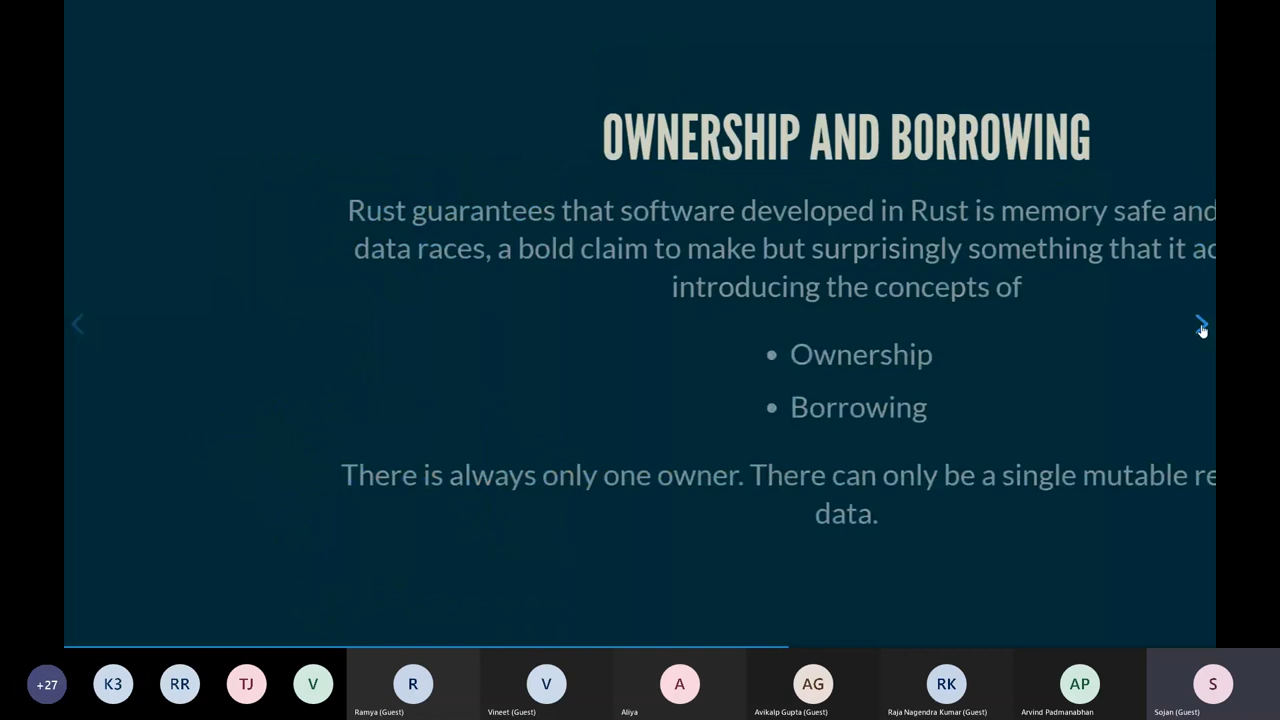 OWNERSHIP AND BORROWING
Rust guarantees that software developed in Rust is memory safe and
data races, a bold claim to make but surprisingly something that it
introducing the concepts of
Ownership
Borrowing
There is always only one owner. There can only be a single mutable
data.
+27
K3
RR
TJ
V
R
V
A
AG
RK
AP
S
Ramya (Guest)
Vineet (Guest)
Aliya
Avikalp Gupta (Guest)
Raja Nagendra Kumar (Guest)
Arvind Padmanabhan
Sojan (Guest)